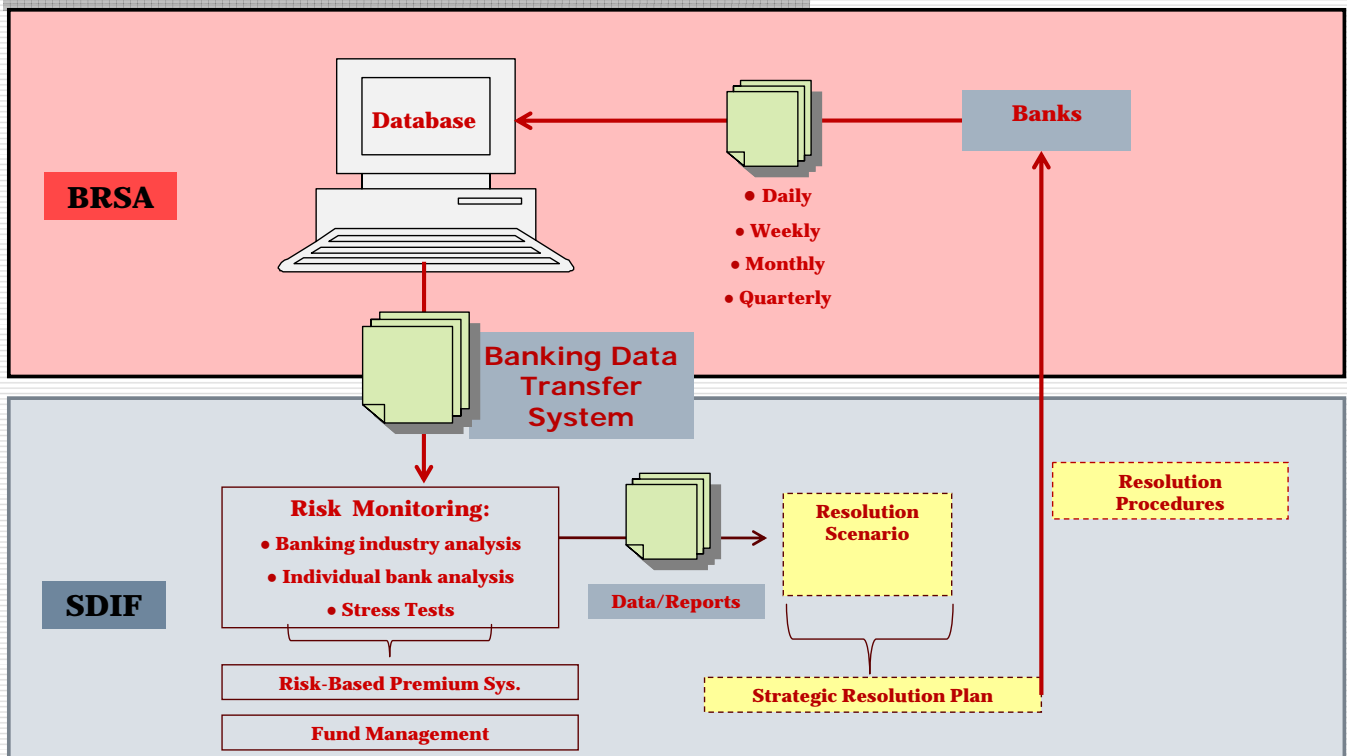 Database
Banks
BRSA
● Daily
● Weekly
● Monthly
● Quarterly
Banking Data
Transfer
System
Risk Monitoring:
● Banking industry analysis
● Individual bank analysis
● Stress Tests
Data/Reports
Resolution
Scenario
Resolution
Procedures
SDIF
Risk-Based Premium Sys.
Strategic Resolution Plan
Fund Management